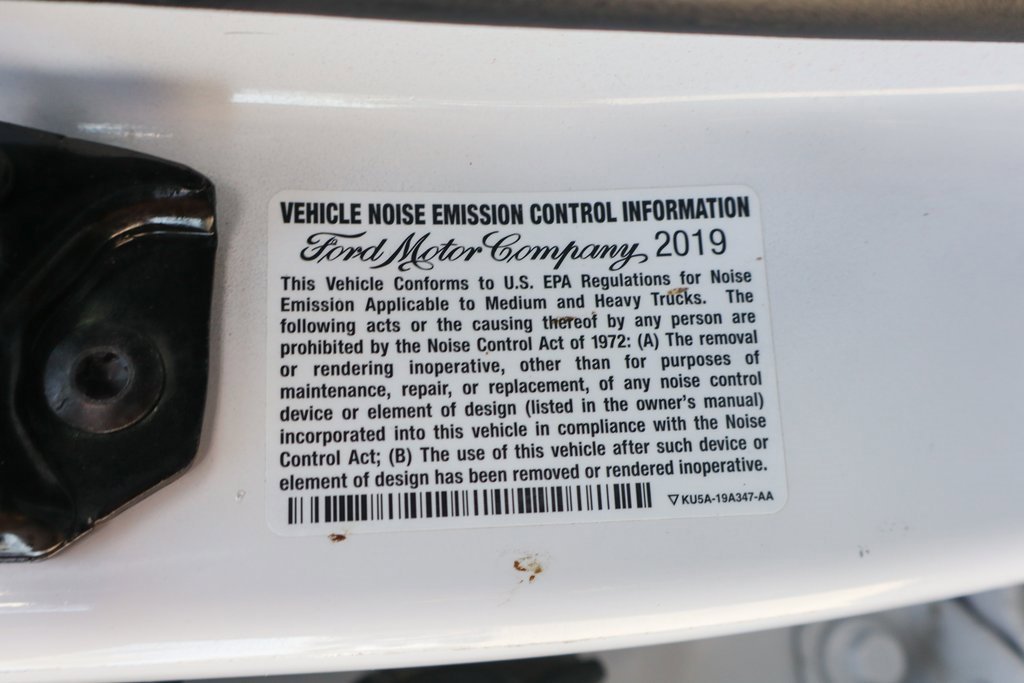 VEHICLE NOISE EMISSION CONTROL INFORMATION
Ford Motor Company, 2019
This Vehicle Conforms to U.S. EPA Regulations for Noise
Emission Applicable to Medium and Heavy Trucks. The
following acts or the causing thereof by any person are
prohibited by the Noise Control Act of 1972: (A) The removal
or rendering inoperative, other than for purposes of
maintenance, repair, or replacement, of any noise control
device or element of design (listed in the owner's manual)
incorporated into this vehicle in compliance with the Noise
Control Act; (B) The use of this vehicle after such device or
element of design has been removed or rendered inoperative.
KU5A-19A347-AA